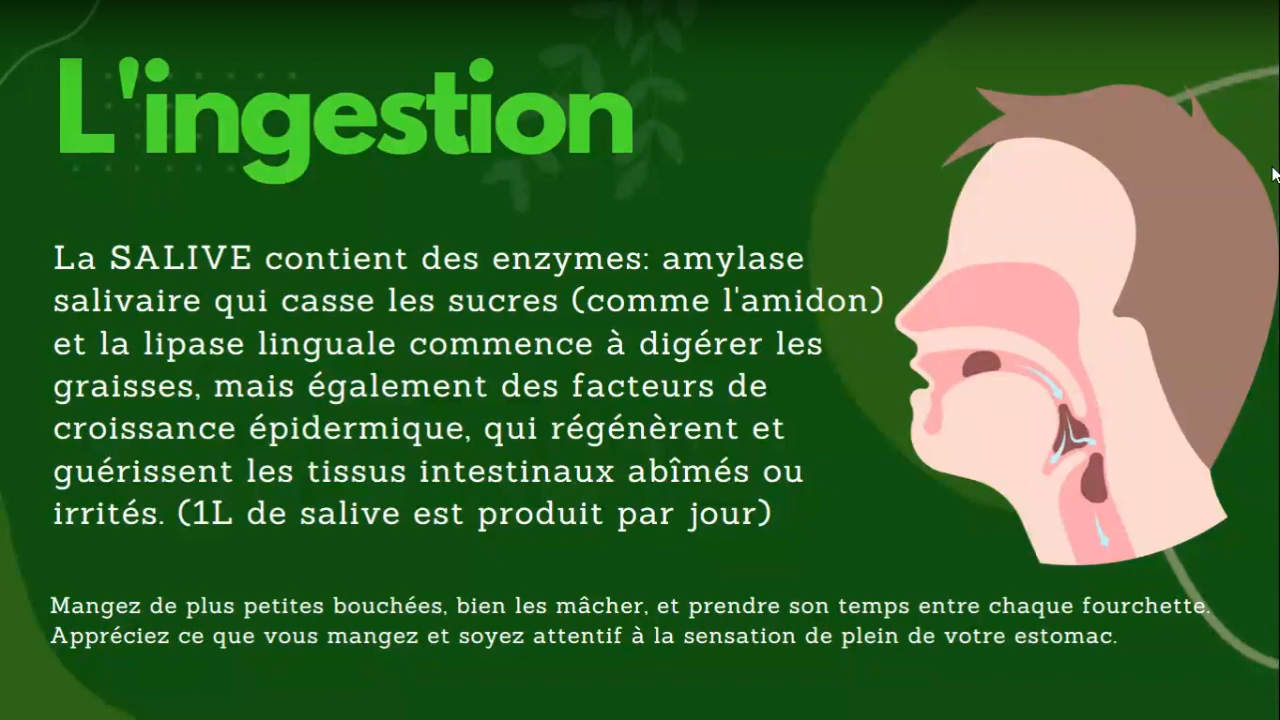 L'ingestion
La SALIVE contient des enzymes: amylase
salivaire qui casse les sucres (comme l'amidon)
et la lipase linguale commence à digérer les
graisses, mais également des facteurs de
croissance épidermique, qui régénèrent et
guérissent les tissus intestinaux abîmés ou
irrités. (1L de salive est produit par jour)
Mangez de plus petites bouchées, bien les mâcher, et prendre son temps entre chaque fourchette.
Appréciez ce que vous mangez et soyez attentif à la sensation de plein de votre estomac.